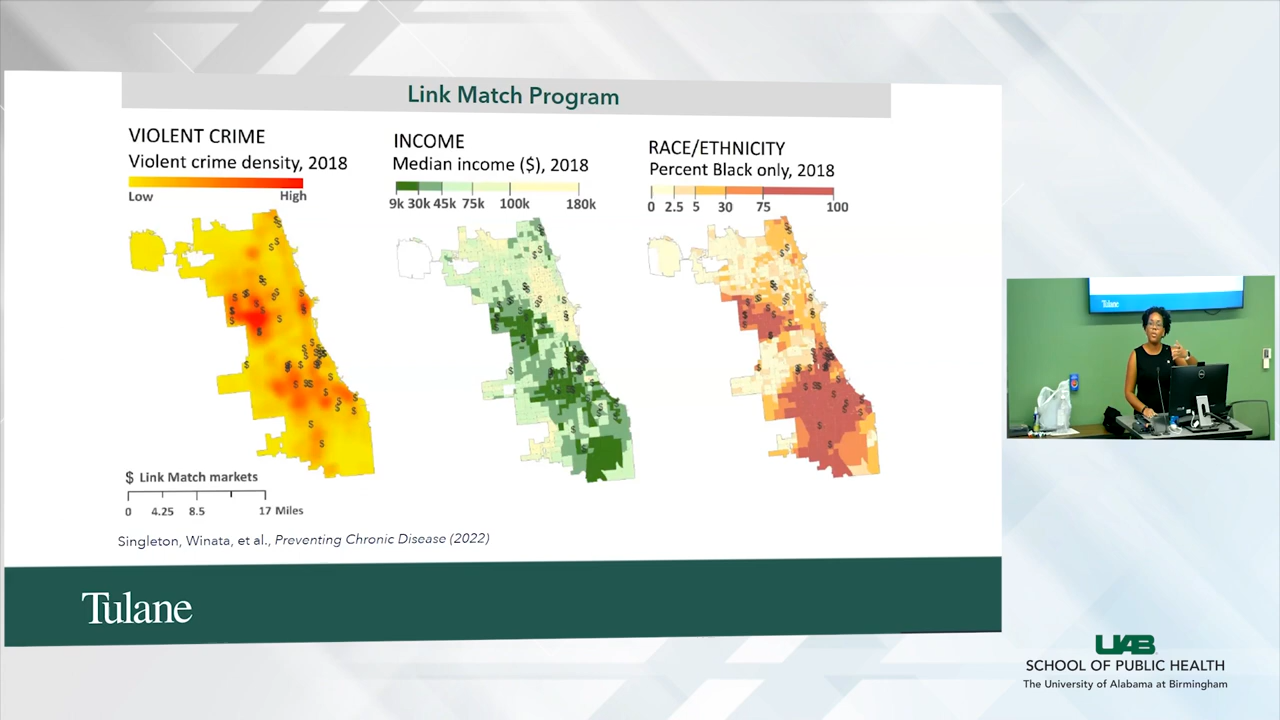 Link Match Program
VIOLENT CRIME
Violent crime density, 2018
Low High
INCOME
Median income ($), 2018
9k 30k 45k 75k 100k 180k
RACE/ETHNICITY
Percent Black only, 2018
0 2.5 5 30 75 100
$ Link Match markets
0 4.25 8.5 17 Miles
Singleton, Winata, et al., Preventing Chronic Disease (2022)
Tulane
Tulane
UAB
SCHOOL OF PUBLIC HEALTH
The University of Alabama at Birmingham